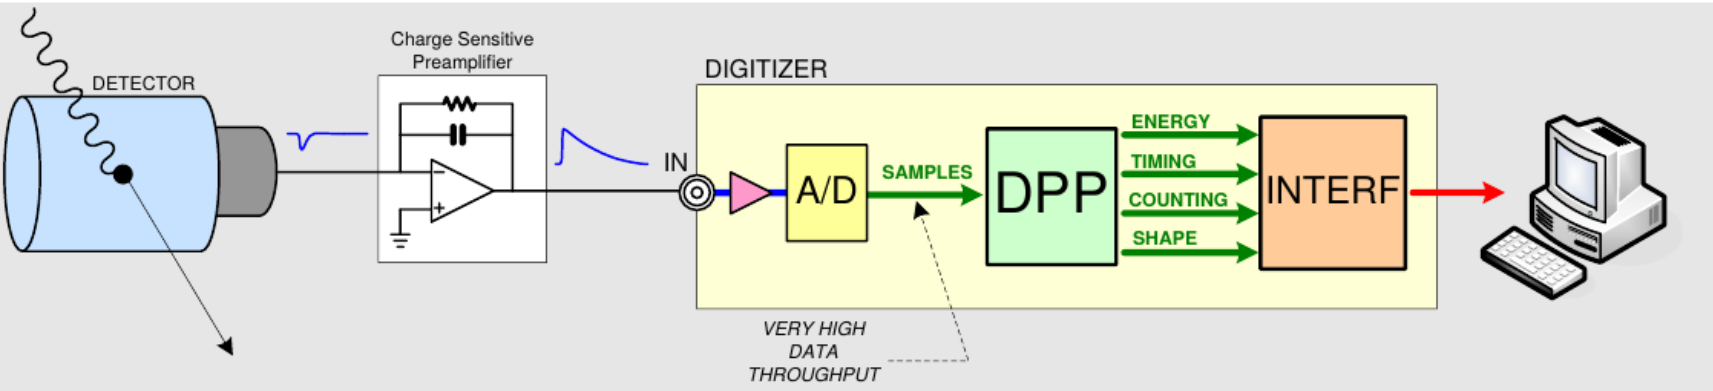 Charge Sensitive
Preamplifier
DETECTOR
DIGITIZER
IN
A/D
SAMPLES
DPP
ENERGY
TIMING
COUNTING
SHAPE
INTERF
VERY HIGH
DATA
THROUGHPUT